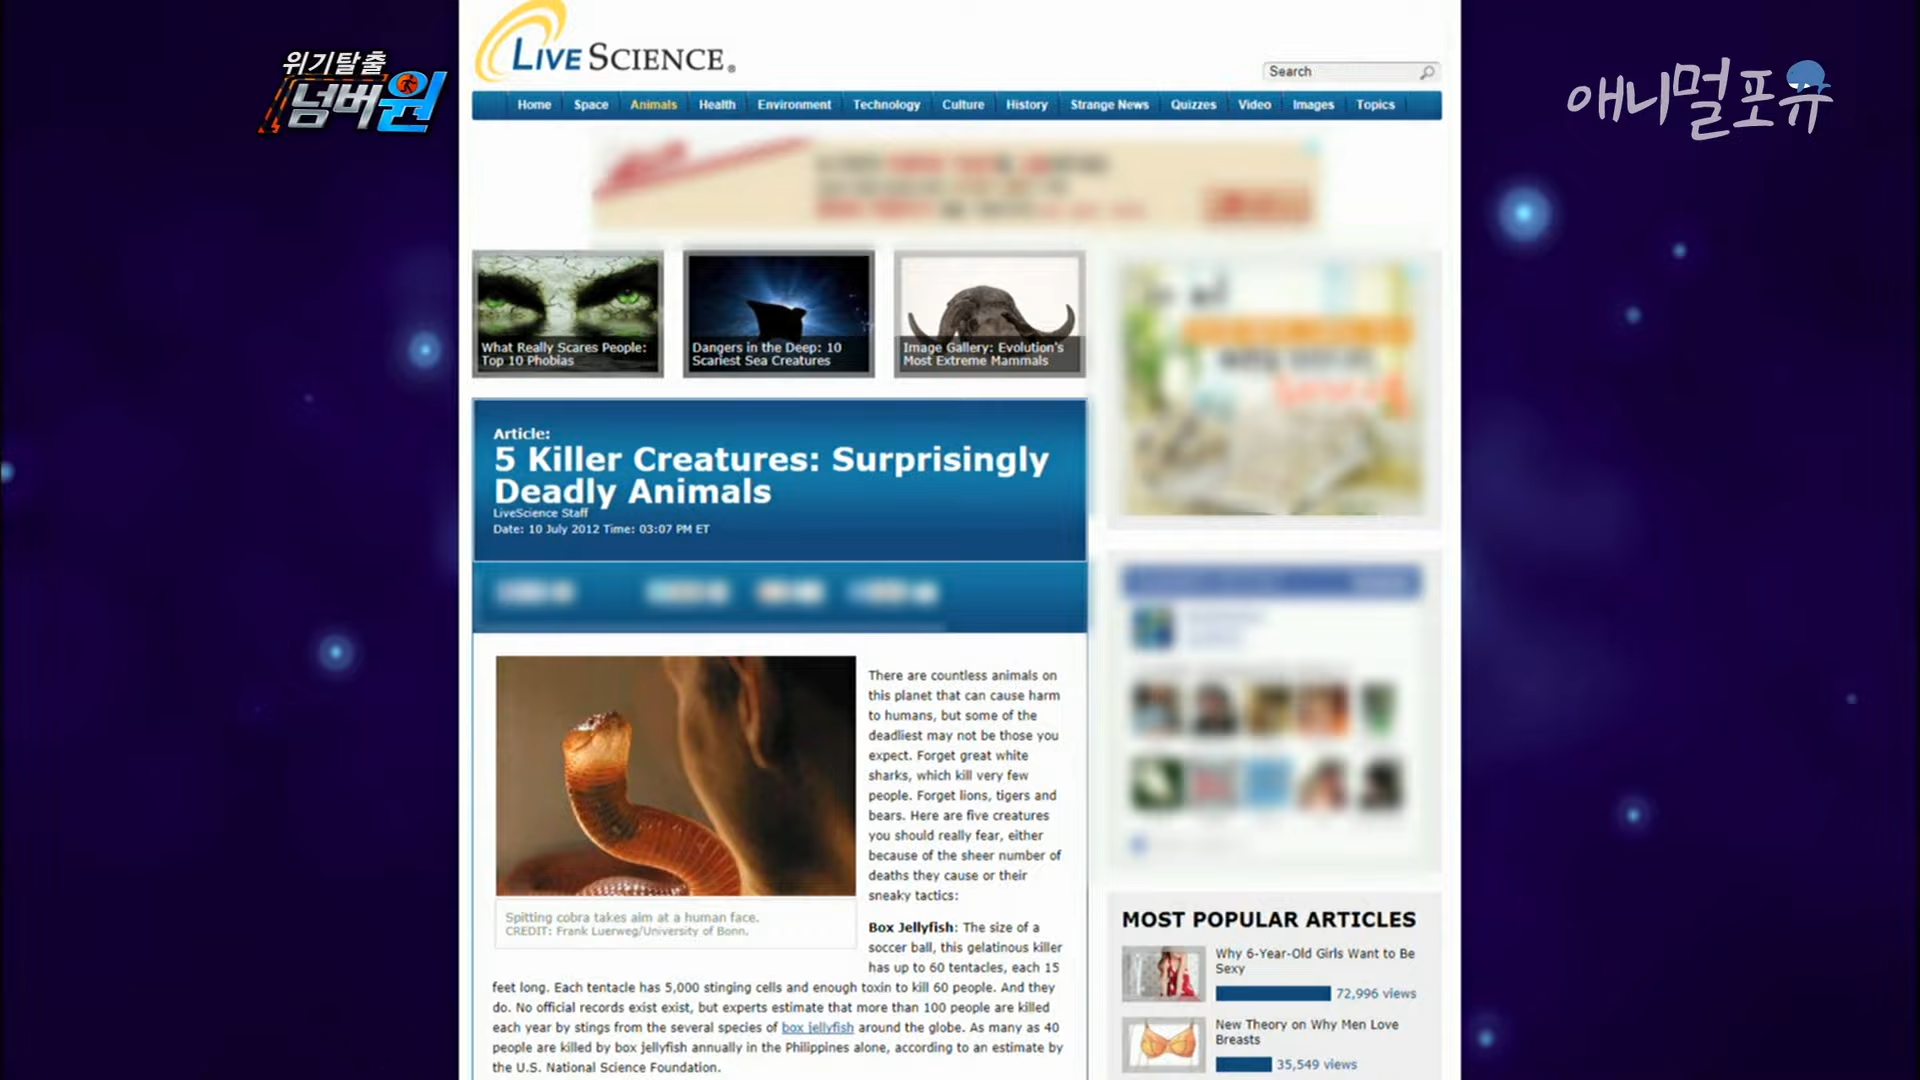 위기탈출
넘버원
애니멀포유
LIVESCIENCE®
Search
Home Space Animals Health Environment Technology Culture History Strange News Quizzes Video Images Topics
What Really Scares People:
Top 10 Phobias
Dangers in the Deep: 10
Scariest Sea Creatures
Image Gallery: Evolution's
Most Extreme Mammals
Article:
5 Killer Creatures: Surprisingly
Deadly Animals
LiveScience Staff
Date: 10 July 2012 Time: 03:07 PM ET
There are countless animals on
this planet that can cause harm
to humans, but some of the
deadliest may not be those you
expect. Forget great white
sharks, which kill very few
people. Forget lions, tigers and
bears. Here are five creatures
you should really fear, either
because of the sheer number of
deaths they cause or their
sneaky tactics:
Spitting cobra takes aim at a human face.
CREDIT: Frank Luerweg/University of Bonn.
Box Jellyfish: The size of a
soccer ball, this gelatinous killer
has up to 60 tentacles, each 15
feet long. Each tentacle has 5,000 stinging cells and enough toxin to kill 60 people. And they
do. No official records exist exist, but experts estimate that more than 100 people are killed
each year by stings from the several species of box jellyfish around the globe. As many as 40
people are killed by box jellyfish annually in the Philippines alone, according to an estimate by
the U.S. National Science Foundation.
MOST POPULAR ARTICLES
Why 6-Year-Old Girls Want to Be
Sexy
72,996 views
New Theory on Why Men Love
Breasts
35,549 views